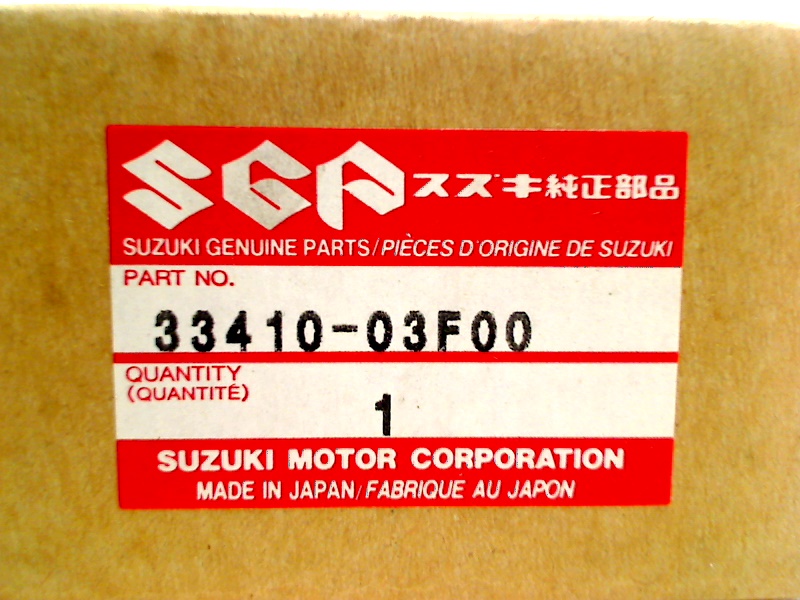 SGP スズキ純正部品
SUZUKI GENUINE PARTS/PIÈCES D'ORIGINE DE SUZUKI
PART NO.
33410-03F00
QUANTITY
(QUANTITÉ)
1
SUZUKI MOTOR CORPORATION
MADE IN JAPAN/FABRIQUE AU JAPON